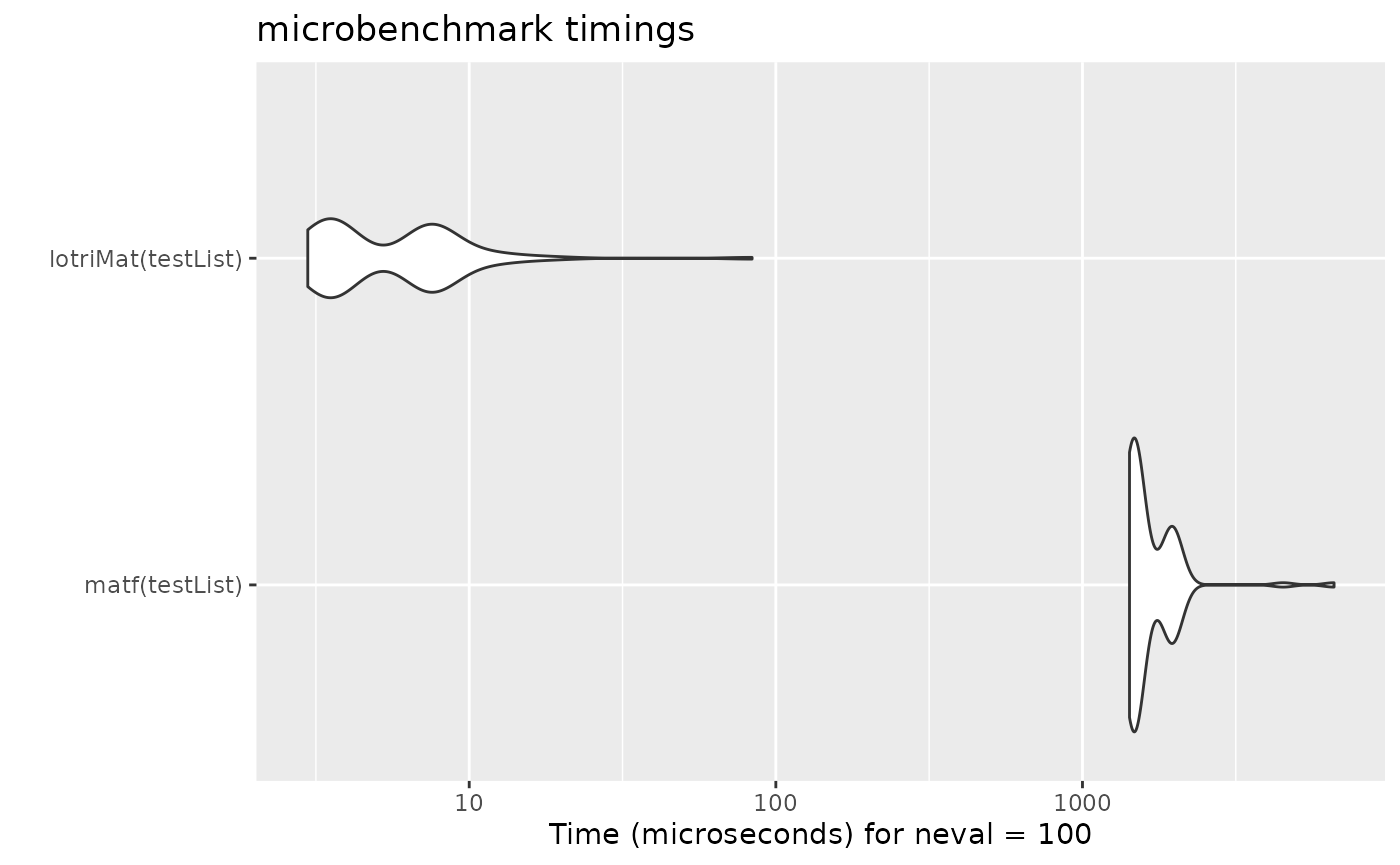 microbenchmark timings
lotriMat(testList)
matf(testList)
10
100
1000
Time (microseconds) for neval = 100